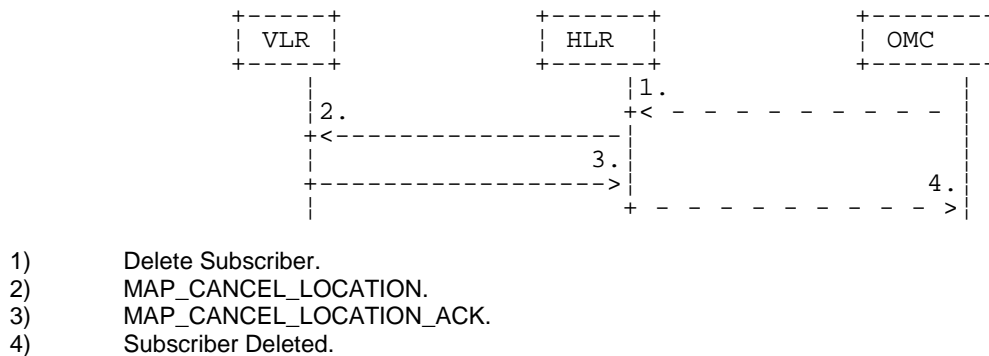 VLR HLR OMC
1.
2.
3.
4.
1) Delete Subscriber.
2) MAP_CANCEL_LOCATION.
3) MAP_CANCEL_LOCATION_ACK.
4) Subscriber Deleted.